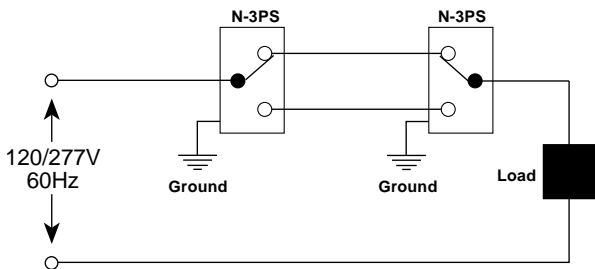 N-3PS
N-3PS
120/277V
60Hz
Ground
Ground
Load